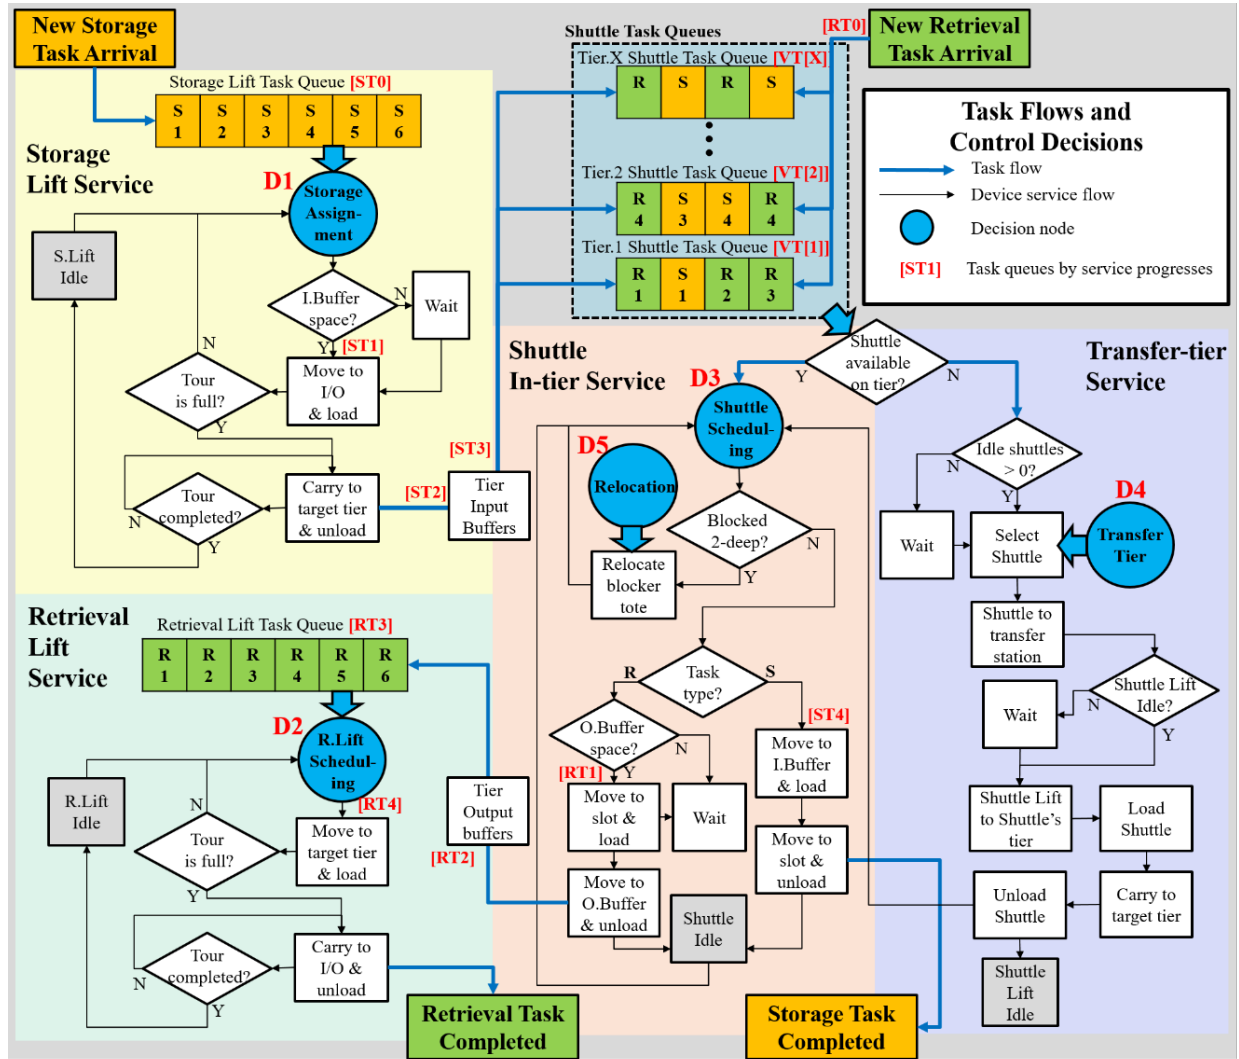 New Storage
Task Arrival
Storage Lift Task Queue [ST0]
S S S S S S
1 2 3 4 5 6
Storage
Lift Service
D1
Storage
Assign-
ment
S.Lift
Idle
I.Buffer
space?
N
Wait
Y
[ST1]
N
Tour
is full?
Move to
I/O
& load
Y
Tour
completed?
N
Y
Carry to
target tier
& unload
[ST2]
[ST3]
Tier
Input
Buffers
Shuttle Task Queues
[RT0]
New Retrieval
Task Arrival
Tier.X Shuttle Task Queue [VT[X]]
R S R S
Tier.2 Shuttle Task Queue [VT[2]]
R S S R
4 3 4 4
Tier.1 Shuttle Task Queue [VT[1]]
R S R R
1 1 2 3
Task Flows and
Control Decisions
Task flow
Device service flow
Decision node
[ST1] Task queues by service progresses
Shuttle
In-tier Service
Shuttle
available
on tier?
Y
N
D3
Shuttle
Schedul-
ing
D5
Relocation
Blocked
2-deep?
N
Y
Relocate
blocker
tote
Task
type?
R
S
O.Buffer
space?
N
[RT1]
Y
Move to
slot &
load
Wait
Move to
O.Buffer
& unload
[ST4]
Move to
I.Buffer
& load
Move to
slot &
unload
Shuttle
Idle
Storage Task
Completed
Transfer-tier
Service
Idle shuttles
> 0?
N
Y
D4
Wait
Select
Shuttle
Transfer
Tier
Shuttle to
transfer
station
Shuttle Lift
Idle?
Wait
N
Y
Shuttle Lift
to Shuttle's
tier
Load
Shuttle
Unload
Shuttle
Carry to
target tier
Shuttle
Lift
Idle
Retrieval
Lift
Service
Retrieval Lift Task Queue [RT3]
R R R R R R
1 2 3 4 5 6
D2
R.Lift
Schedul-
ing
[RT4]
R.Lift
Idle
N
Tour
is full?
Move to
target tier
& load
Y
Tier
Output
buffers
[RT2]
Tour
completed?
N
Y
Carry to
I/O &
unload
Retrieval Task
Completed